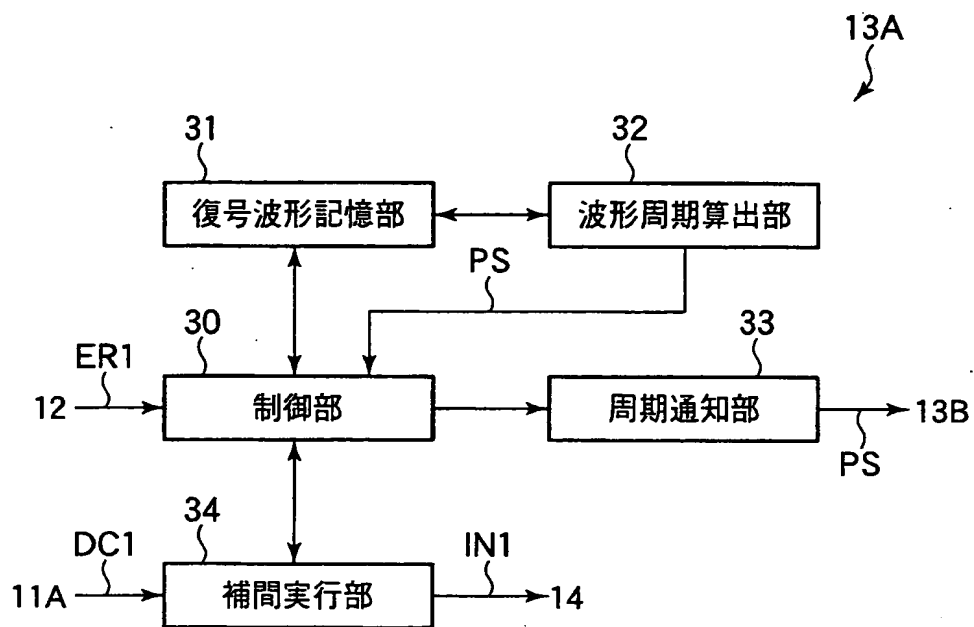 13A
31
32
復号波形記憶部
波形周期算出部
PS
30
33
ER1
12
制御部
周期通知部
13B
PS
34
DC1
IN1
11A
補間実行部
14